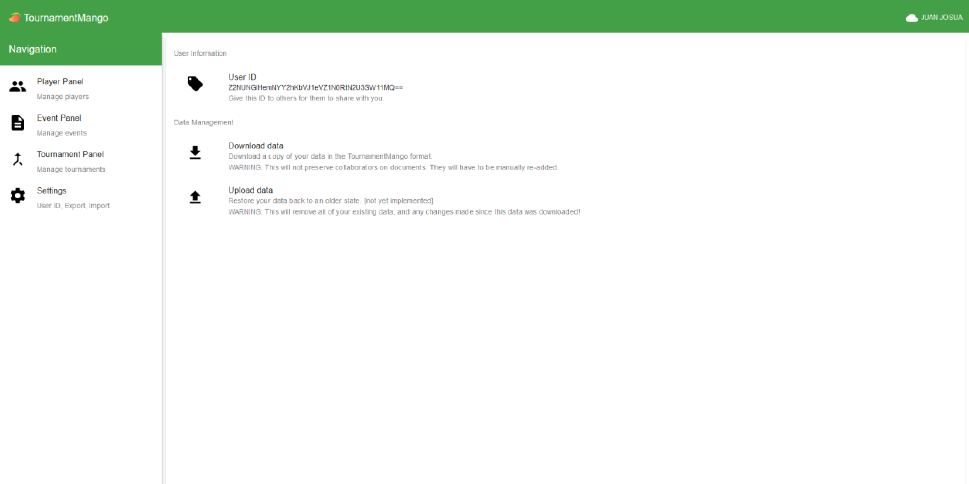 TournamentMango
JUAN JOSUA
Navigation
Player Panel
Manage players
Event Panel
Manage events
Tournament Panel
Manage tournaments
Settings
User ID, Export, Import
User Information
User ID
Give this ID to others for them to share with you.
Data Management
Download data
Download a copy of your data in the TournamentMango format.
WARNING: This will not preserve collaborators on documents. They will have to be manually re-added.
Upload data
Restore your data back to an older state. [not yet implemented]
WARNING: This will remove all of your existing data, and any changes made since this data was downloaded!